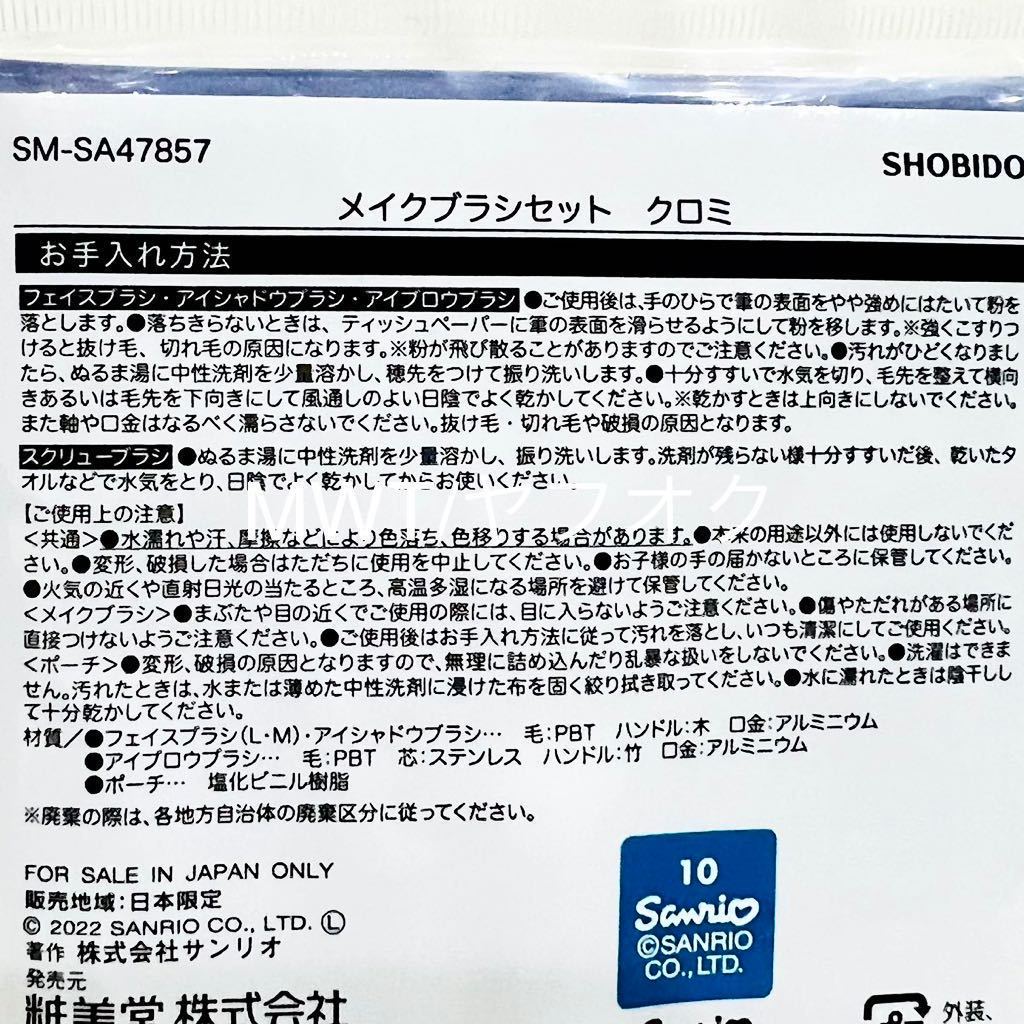 SM-SA47857
SHOBIDO
メイクブラシセット　クロミ
お手入れ方法
フェイスブラシ・アイシャドウブラシ・アイブロウブラシ ●ご使用後は、手のひらで筆の表面をやや強めにはたいて粉を
落とします。●落ちきらないときは、ティッシュペーパーに筆の表面を滑らせるようにして粉を移します。※強くこすりつ
けると抜け毛、切れ毛の原因になります。※粉が飛び散ることがありますのでご注意ください。●汚れがひどくなりまし
たら、ぬるま湯に中性洗剤を少量溶かし、穂先をつけて振り洗いします。●十分すすいで水気を切り、毛先を整えて横向
きあるいは毛先を下向きにして風通しのよい日陰でよく乾かしてください。※乾かすときは上向きにしないでください。
また軸や口金はなるべく濡らさないでください。抜け毛・切れ毛や破損の原因となります。
スクリューブラシ ●ぬるま湯に中性洗剤を少量溶かし、振り洗いします。洗剤が残らない様十分すすいだ後、乾いたタ
オルなどで水気をとり、日陰でよく乾かしてからお使いください。
MWT/ヤフオク
【ご使用上の注意】
＜共通＞●水濡れや汗、摩擦などにより色落ち、色移りする場合があります。●本来の用途以外には使用しないでくだ
さい。●変形、破損した場合はただちに使用を中止してください。●お子様の手の届かないところに保管してください。
●火気の近くや直射日光の当たるところ、高温多湿になる場所を避けて保管してください。
＜メイクブラシ＞●まぶたや目の近くでご使用の際には、目に入らないようご注意ください。●傷やただれがある場所に
直接つけないようご注意ください。●ご使用後はお手入れ方法に従って汚れを落とし、いつも清潔にしてご使用ください。
＜ポーチ＞●変形、破損の原因となりますので、無理に詰め込んだり乱暴な扱いをしないでください。●洗濯はできま
せん。汚れたときは、水または薄めた中性洗剤に浸けた布を固く絞り拭き取ってください。●水に濡れたときは陰干しし
て十分乾かしてください。
材質／●フェイスブラシ(L・M)・アイシャドウブラシ… 毛:PBT ハンドル:木 口金:アルミニウム
●アイブロウブラシ… 毛:PBT 芯:ステンレス ハンドル:竹 口金:アルミニウム
●ポーチ… 塩化ビニル樹脂
※廃棄の際は、各地方自治体の廃棄区分に従ってください。
FOR SALE IN JAPAN ONLY
販売地域:日本限定
© 2022 SANRIO CO., LTD. Ⓛ
著作 株式会社サンリオ
発売元
粧美堂株式会社
10
Sanrio
©SANRIO
CO.,LTD.
Sanrio
外装、